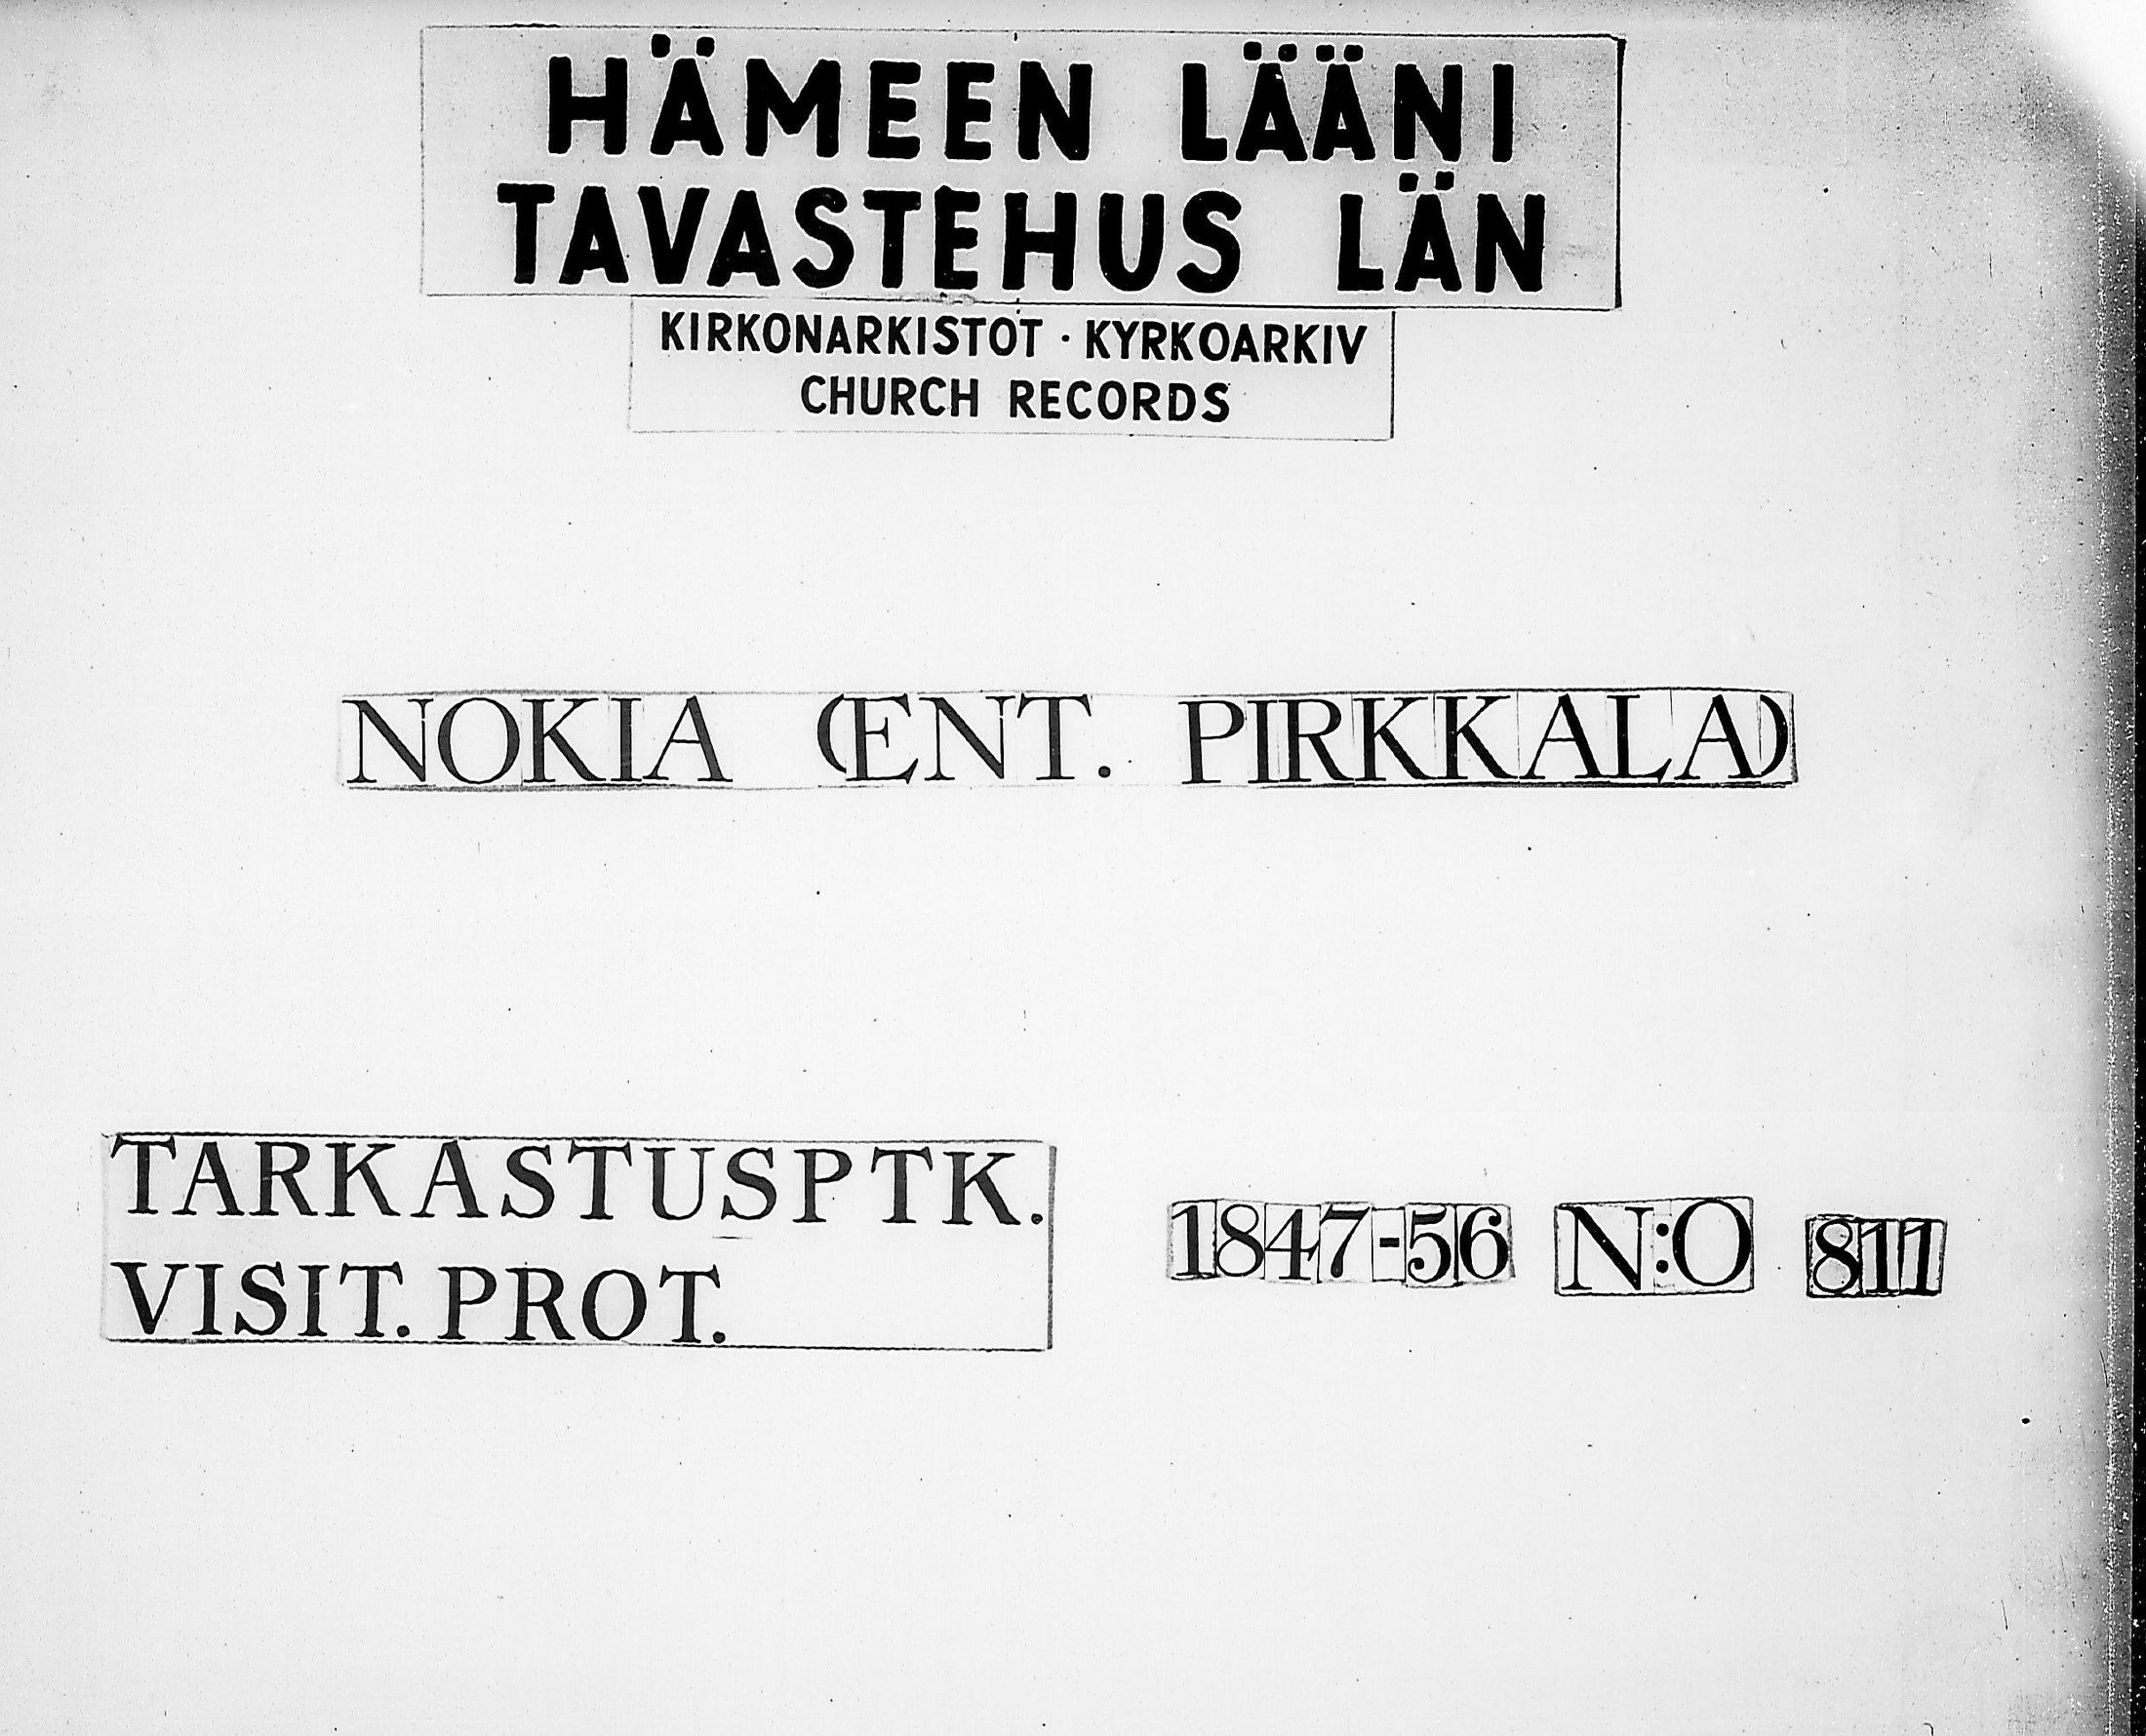 HÄMEEN LÄÄNI
TAVASTEHUS LÄN
KIRKONARKISTOT · KYRKOARKIV
CHURCH RECORDS
NOKIA (ENT. PIRKKALA)
TARKASTUSPTK.
VISIT. PROT.
1847-56 N:O 811